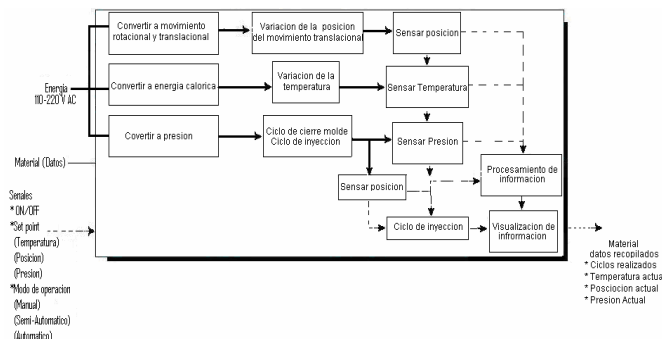 Convertir a movimiento
rotacional y translacional
Variacion de la posicion
del movimiento translacional
Sensar posicion
Energia
110-220 V AC
Convertir a energia calorica
Variacion de la
temperatura
Sensar Temperatura
Covertir a presion
Ciclo de cierre molde
Ciclo de inyeccion
Sensar Presion
Material (Datos)
Sensar posicion
Procesamiento de
informacion
Senales
* ON/OFF
*Set point
(Temperatura)
(Posicion)
(Presion)
*Modo de operacion
(Manual)
(Semi-Automatico)
(Automatico)
Ciclo de inyeccion
Visualizacion de
informacion
Material
datos recopilados
* Ciclos realizados
* Temperatura actua
* Posciocion actual
* Presion Actual